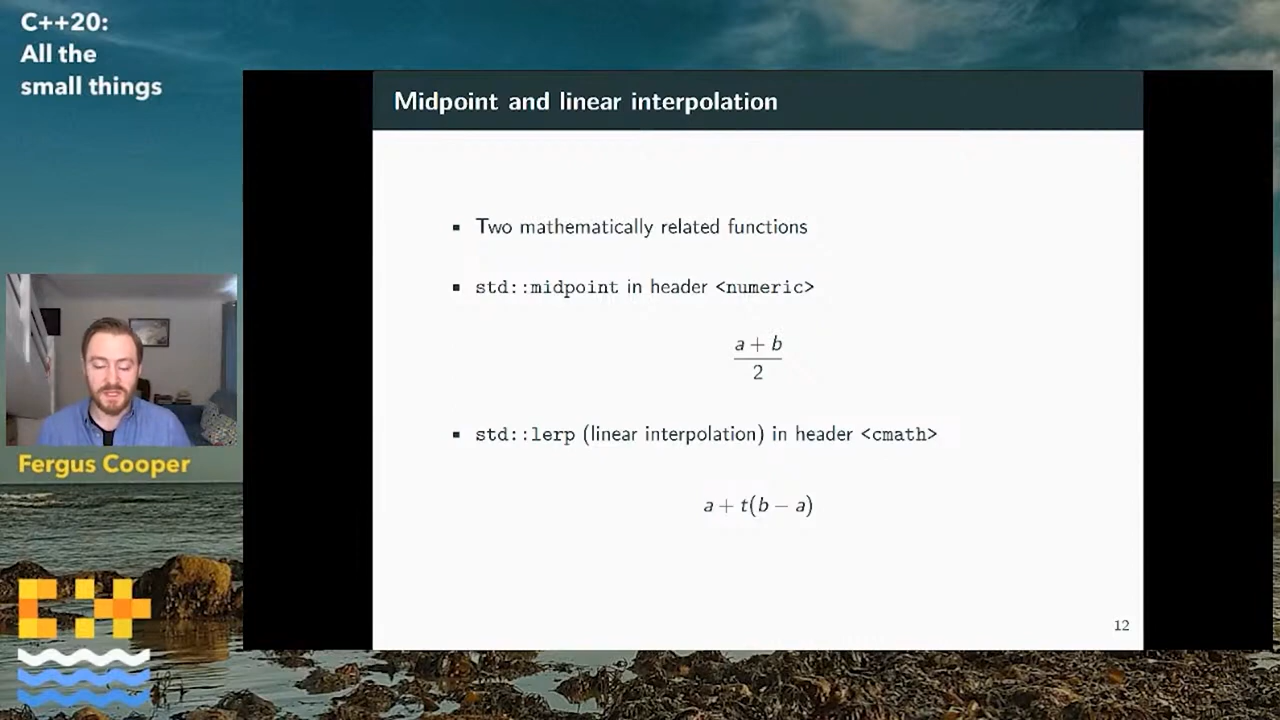 C++20:
All the
small things
Midpoint and linear interpolation
Two mathematically related functions
std::midpoint in header <numeric>
a + b
2
std::lerp (linear interpolation) in header <cmath>
a + t(b − a)
12
Fergus Cooper